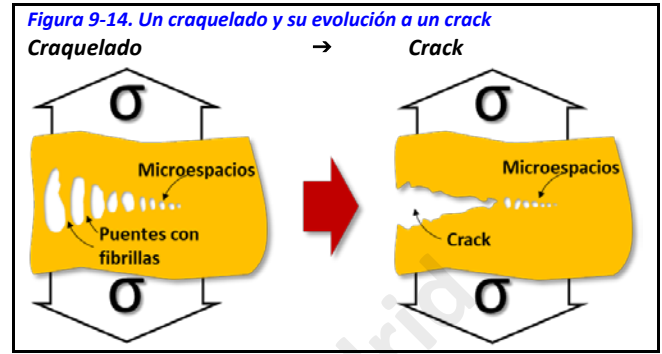 Figura 9-14. Un craquelado y su evolución a un crack
Craquelado → Crack
σ σ
Microespacios Microespacios
Puentes con
fibrillas
Crack
σ σ